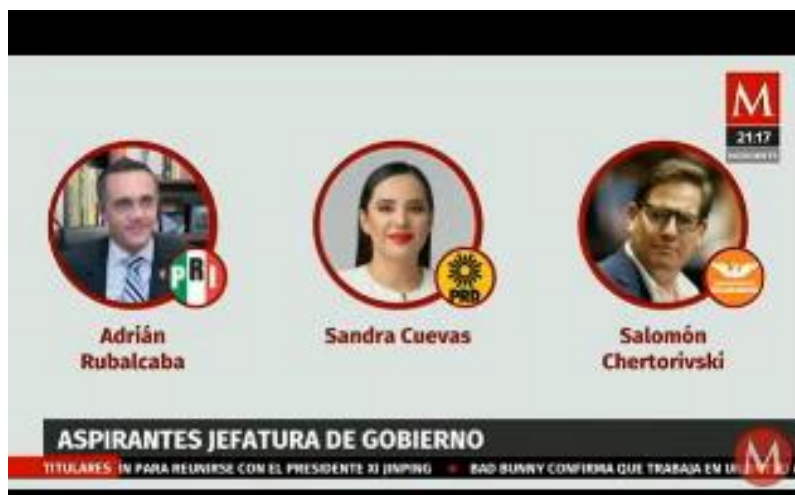 M
21:17
PRI
PRD
Adrián
Rubalcaba
Sandra Cuevas
Salomón
Chertorivski
ASPIRANTES JEFATURA DE GOBIERNO
TITULARES
N PARA REUNIRSE CON EL PRESIDENTE XI JINPING
BAD BUNNY CONFIRMA QUE TRABAJA EN
M